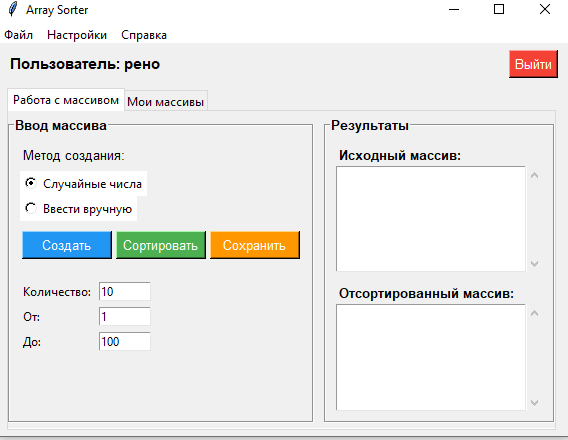 Array Sorter
Файл Настройки Справка
Пользователь: рено
Выйти
Работа с массивом Мои массивы
Ввод массива
Метод создания:
Случайные числа
Ввести вручную
Создать Сортировать Сохранить
Количество: 10
От: 1
До: 100
Результаты
Исходный массив:
Отсортированный массив: